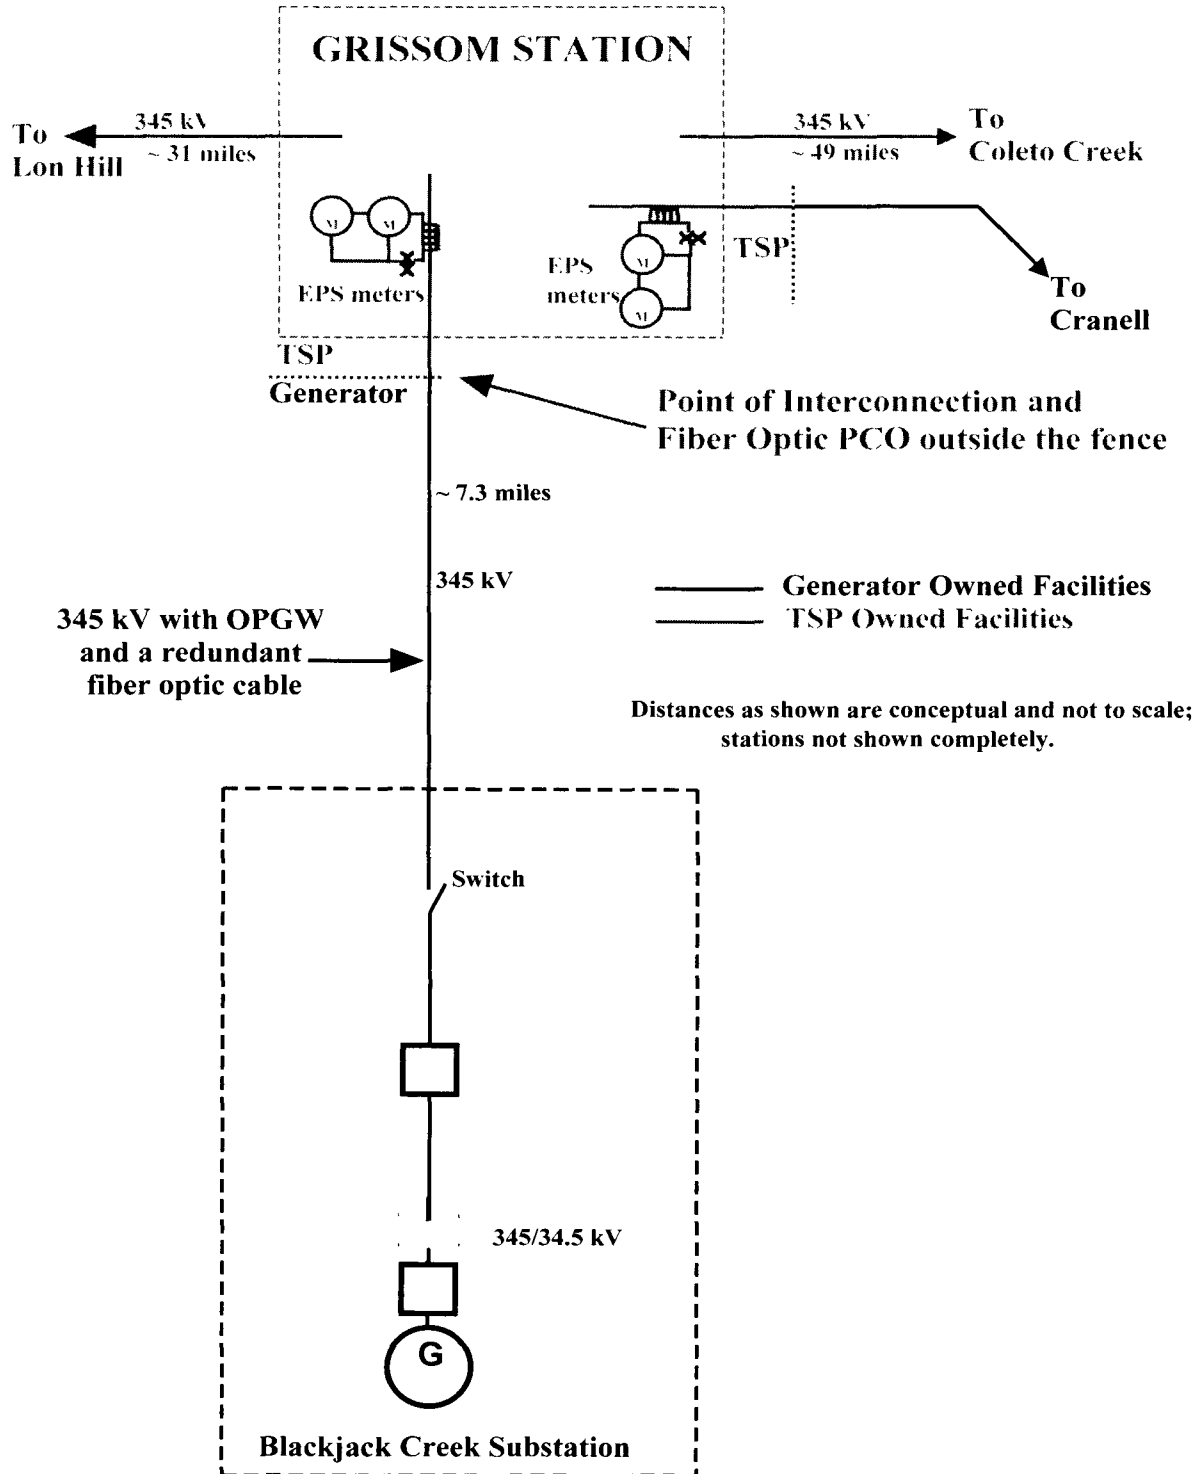 GRISSOM STATION
345 kV
~ 31 miles
To
Lon Hill
345 kV
~ 49 miles
To
Coleto Creek
M
M
EPS meters
EPS
meters
M
M
TSP
To
Cranell
TSP
Generator
Point of Interconnection and
Fiber Optic PCO outside the fence
~ 7.3 miles
345 kV
345 kV with OPGW
and a redundant
fiber optic cable
Generator Owned Facilities
TSP Owned Facilities
Distances as shown are conceptual and not to scale;
stations not shown completely.
Switch
345/34.5 kV
G
Blackjack Creek Substation